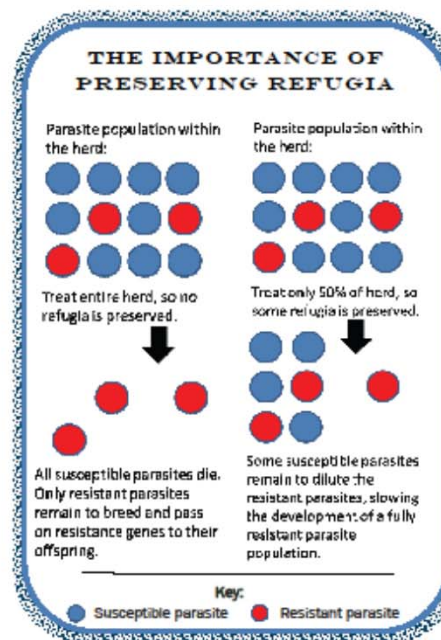 THE IMPORTANCE OF
PRESERVING REFUGIA
Parasite population within
the herd:
Treat entire herd, so no
refugia is preserved.
All susceptible parasites die.
Only resistant parasites
remain to breed and pass
on resistance genes to their
offspring.
Parasite population within
the herd:
Treat only 50% of herd, so
some refugia is preserved.
Some susceptible parasites
remain to dilute the
resistant parasites, slowing
the development of a fully
resistant parasite
population.
Key:
Susceptible parasite
Resistant parasite